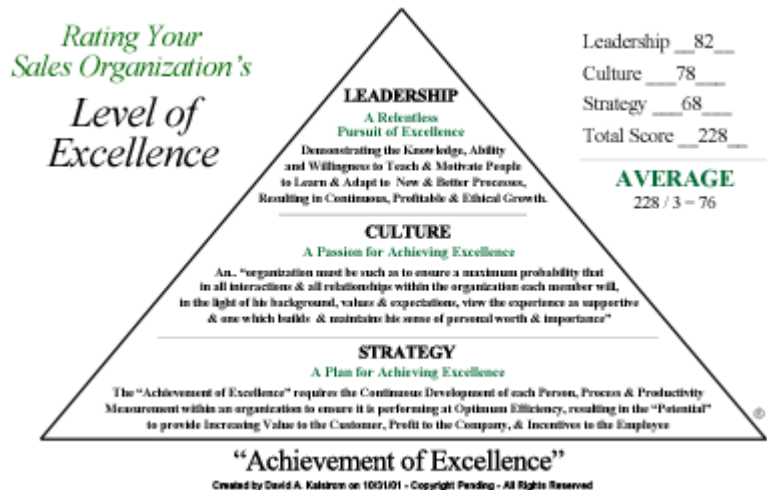 Rating Your
Sales Organization's
Level of
Excellence
Leadership __82__
Culture ___78___
Strategy ___68___
Total Score __228__
AVERAGE
228 / 3 = 76
LEADERSHIP
A Relentless
Pursuit of Excellence
Demonstrating the Knowledge, Ability
and Willingness to Teach & Motivate People
to Learn & Adapt to New & Better Processes,
Resulting in Continuous, Profitable & Ethical Growth.
CULTURE
A Passion for Achieving Excellence
An.. "organization must be such as to ensure a maximum probability that
in all interactions & all relationships within the organization each member will,
in the light of his background, values & expectations, view the experience as supportive
& one which builds & maintains his sense of personal worth & importance"
STRATEGY
A Plan for Achieving Excellence
The "Achievement of Excellence" requires the Continuous Development of each Person, Process & Productivity
Measurement within an organization to ensure it is performing at Optimum Efficiency, resulting in the "Potential"
to provide Increasing Value to the Customer, Profit to the Company, & Incentives to the Employee
®
"Achievement of Excellence"
Created by David A. Kalstrom on 10/31/01 - Copyright Pending - All Rights Reserved